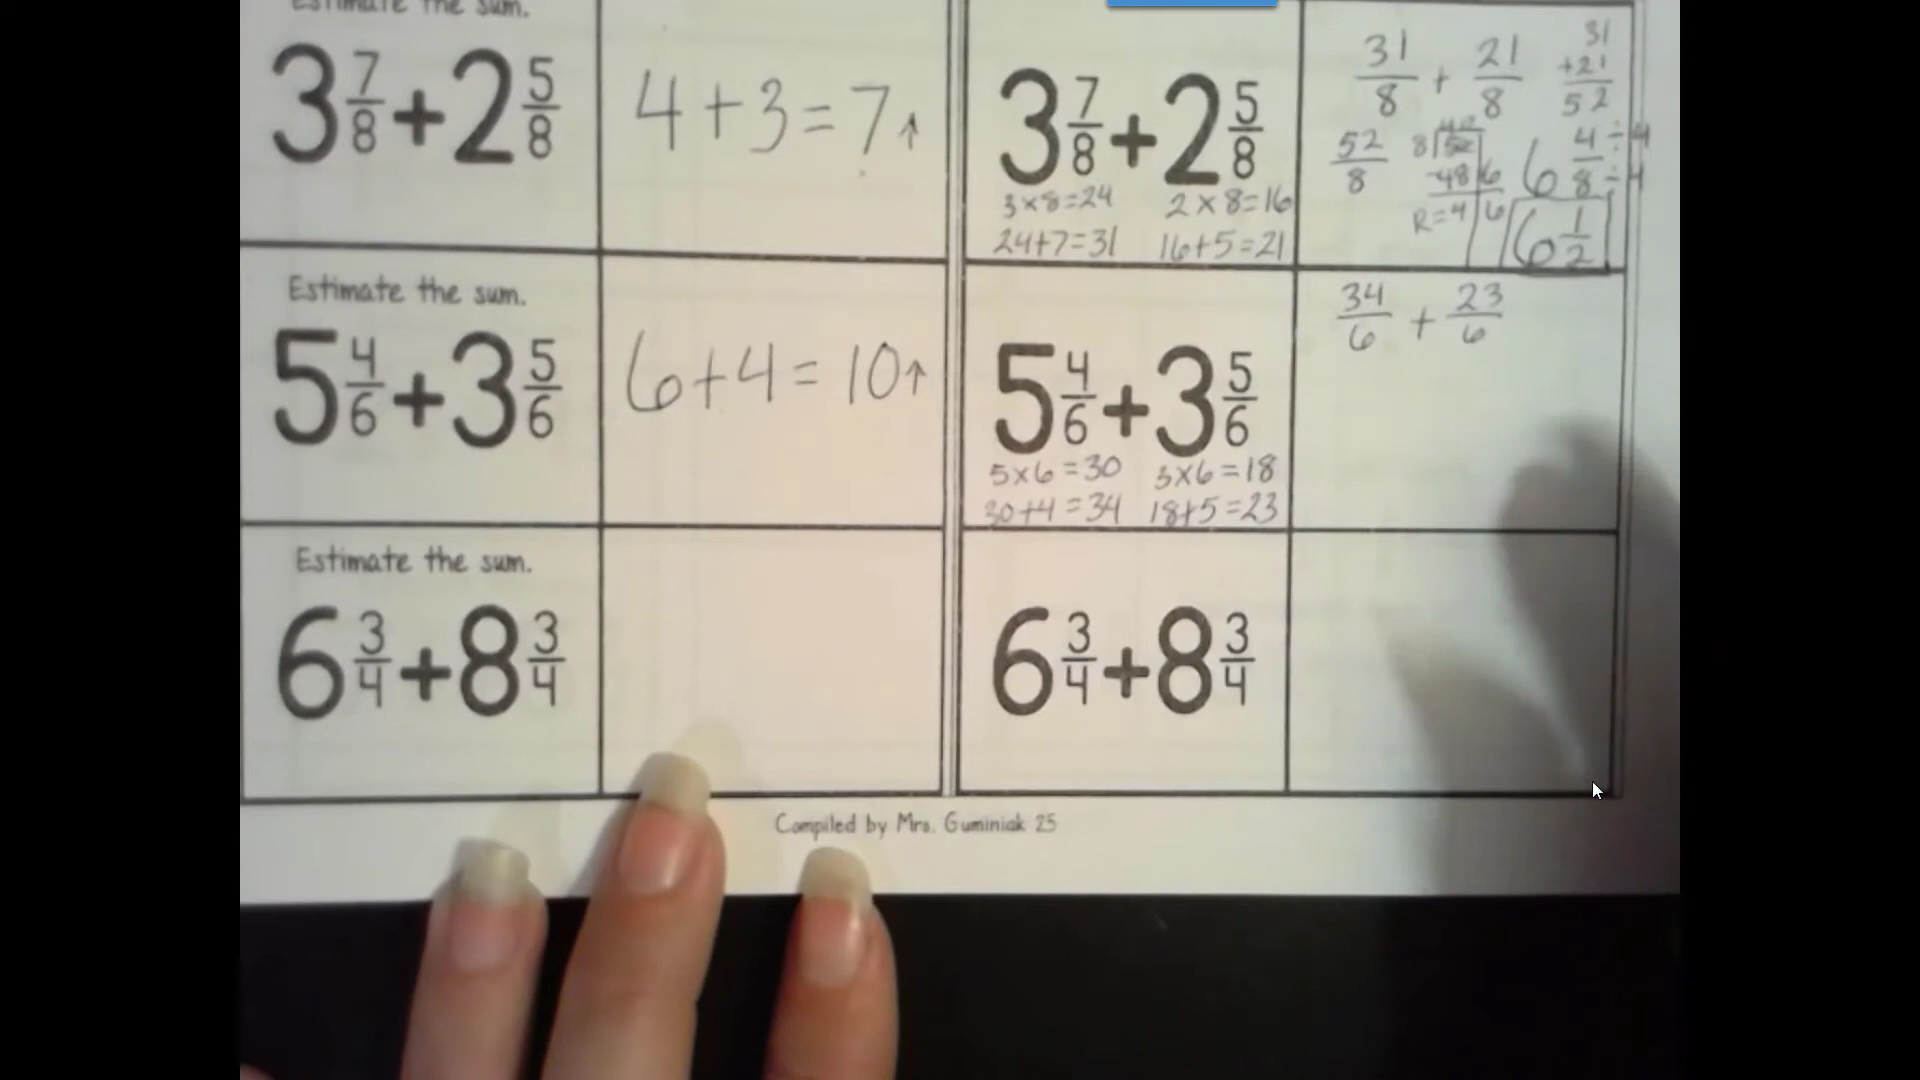 Estimate the sum.
3 7/8 + 2 5/8
4 + 3 = 7↑
3 7/8 + 2 5/8
3×8=24 2×8=16
24+7=31 16+5=21
31/8 + 21/8
31
+21
52
52/8
8
-48 6
R=4 6
6 4÷4/8÷4
6 1/2
Estimate the sum.
5 4/6 + 3 5/6
6+4 = 10↑
5 4/6 + 3 5/6
5×6=30 3×6=18
30+4=34 18+5=23
34/6 + 23/6
Estimate the sum.
6 3/4 + 8 3/4
6 3/4 + 8 3/4
Compiled by Mrs. Guminiak 25